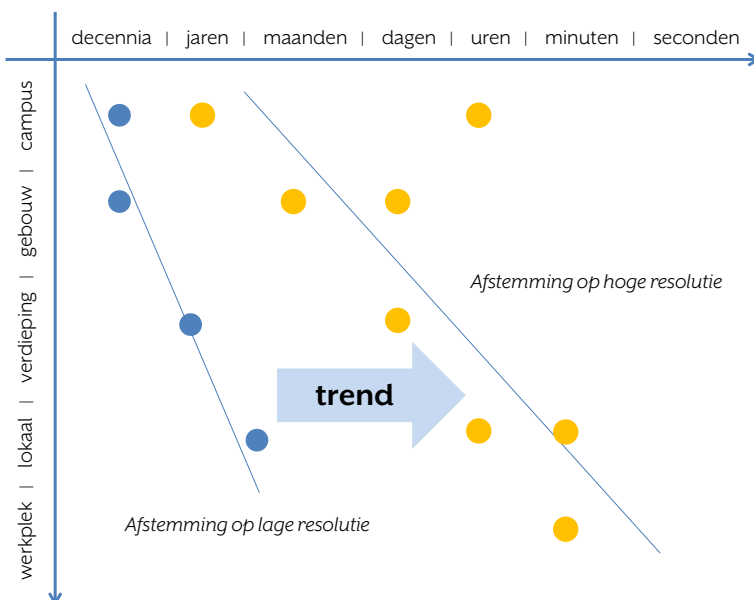 decennia | jaren | maanden | dagen | uren | minuten | seconden
werkplek | lokaal | verdieping | gebouw | campus
Afstemming op hoge resolutie
trend
Afstemming op lage resolutie